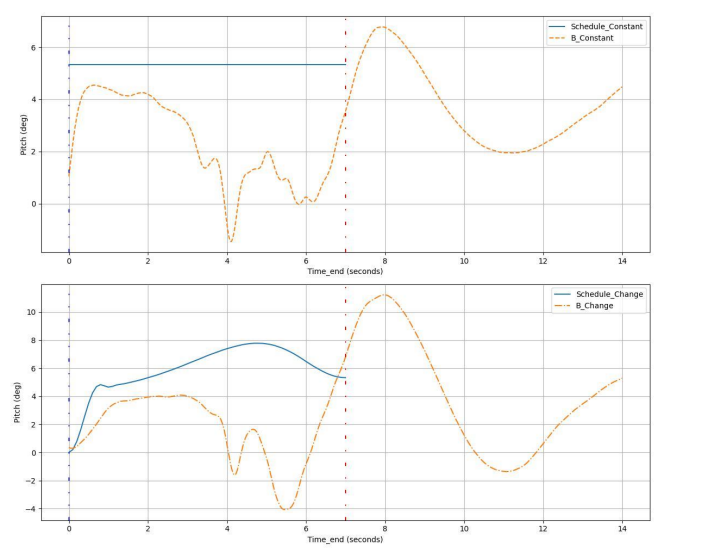 Schedule_Constant
B_Constant
Pitch (deg)
6
4
2
0
0 2 4 6 8 10 12 14
Time_end (seconds)
Schedule_Change
B_Change
Pitch (deg)
10
8
6
4
2
0
−2
−4
0 2 4 6 8 10 12 14
Time_end (seconds)